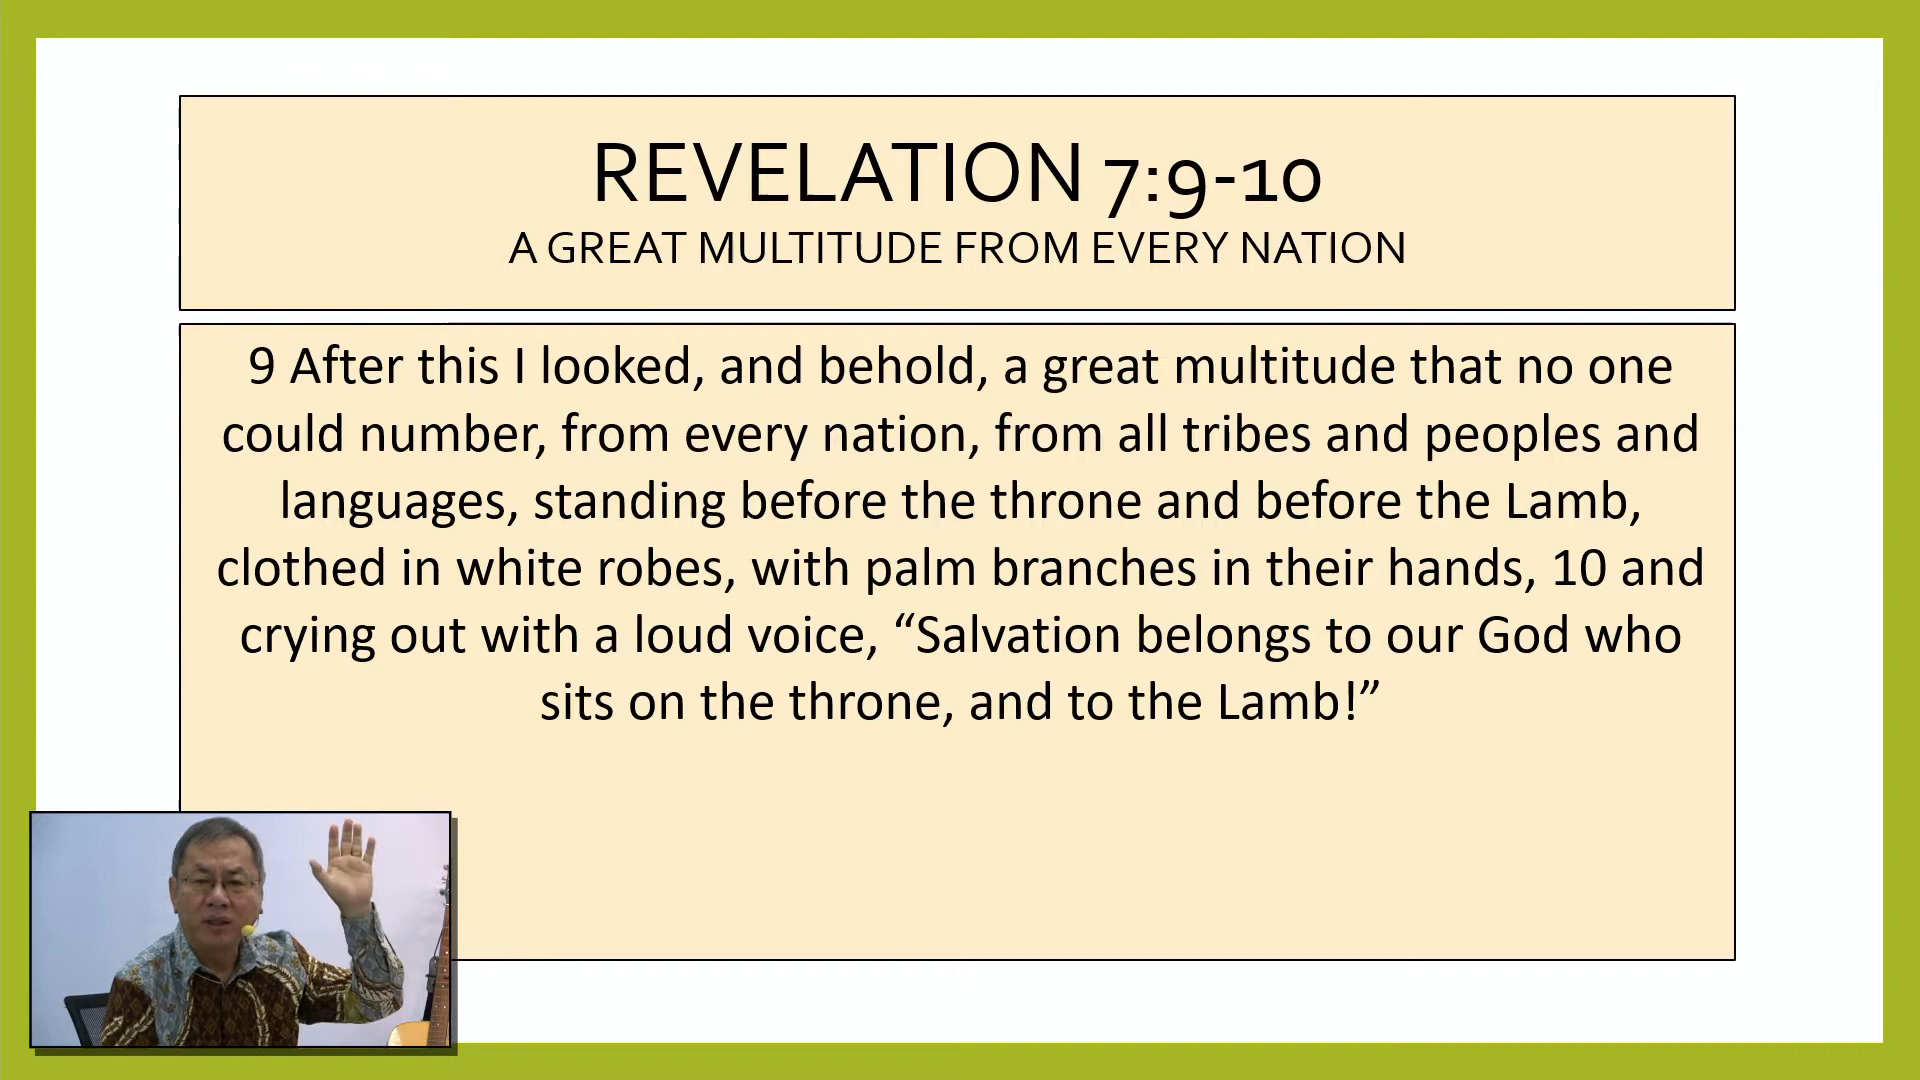 REVELATION 7:9-10
A GREAT MULTITUDE FROM EVERY NATION
9 After this I looked, and behold, a great multitude that no one
could number, from every nation, from all tribes and peoples and
languages, standing before the throne and before the Lamb,
clothed in white robes, with palm branches in their hands, 10 and
crying out with a loud voice, “Salvation belongs to our God who
sits on the throne, and to the Lamb!”